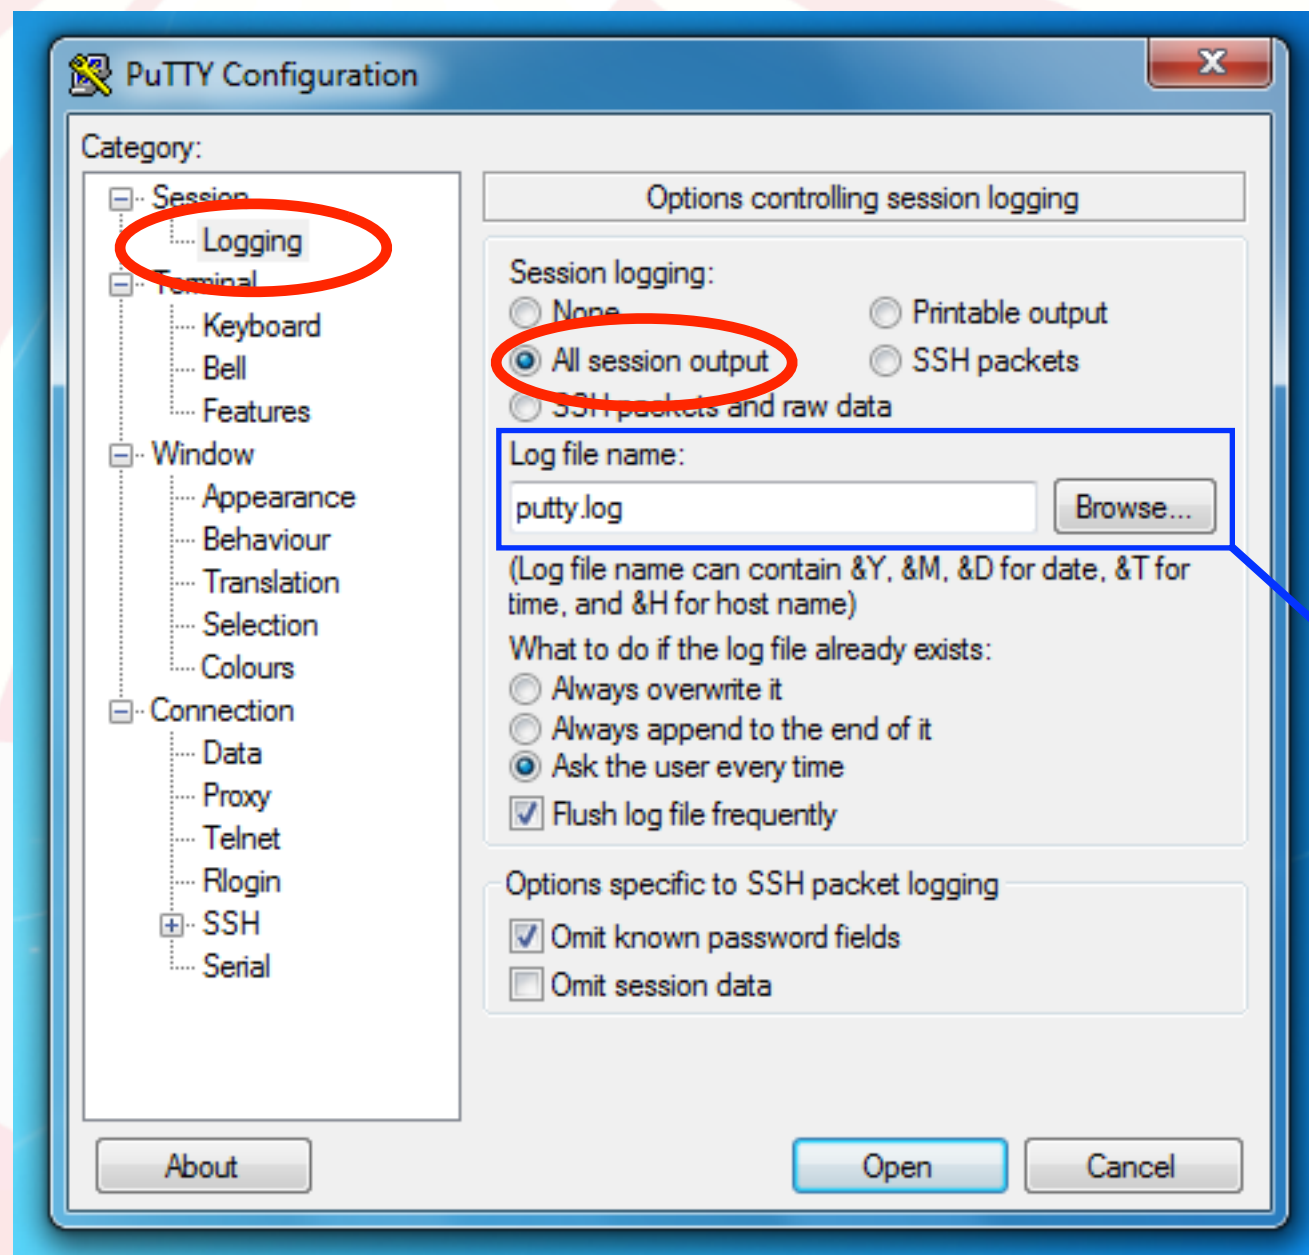 PuTTY Configuration
x
Category:
Session
Logging
Terminal
Keyboard
Bell
Features
Window
Appearance
Behaviour
Translation
Selection
Colours
Connection
Data
Proxy
Telnet
Rlogin
SSH
Serial
Options controlling session logging
Session logging:
None
Printable output
All session output
SSH packets
SSH packets and raw data
Log file name:
putty.log
Browse...
(Log file name can contain &Y, &M, &D for date, &T for
time, and &H for host name)
What to do if the log file already exists:
Always overwrite it
Always append to the end of it
Ask the user every time
Flush log file frequently
Options specific to SSH packet logging
Omit known password fields
Omit session data
About
Open
Cancel